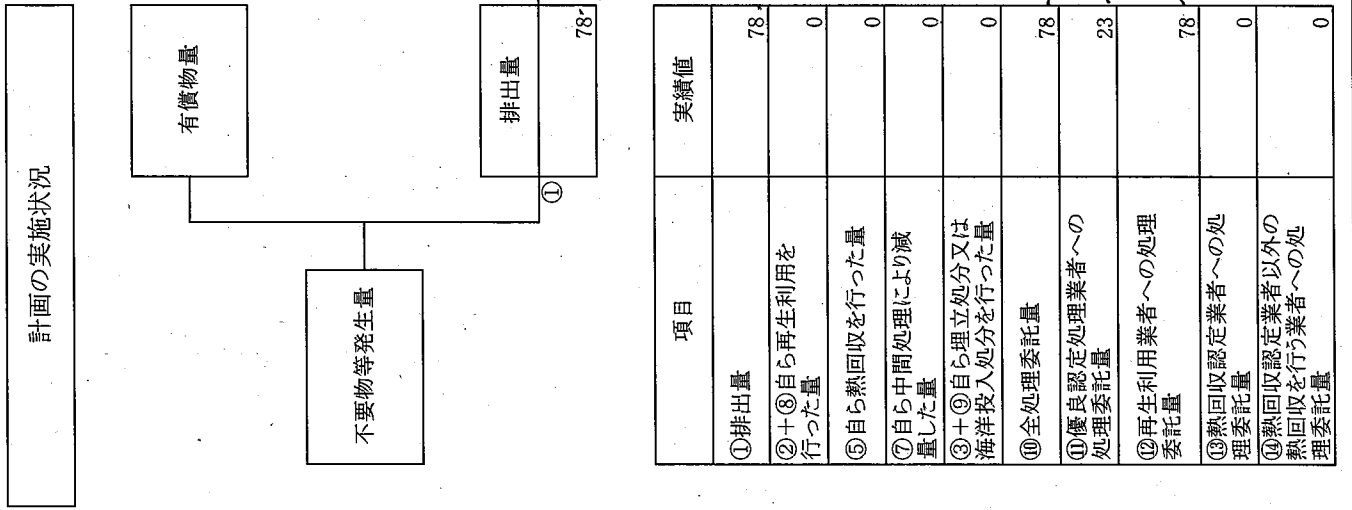 計画の実施状況
有償物量
不要物等発生量
排出量
①
78
項目 実績値
①排出量 78
②+⑧自ら再生利用を
行った量 0
⑤自ら熱回収を行った量 0
⑦自ら中間処理により減
量した量 0
③+⑨自ら埋立処分又は
海洋投入処分を行った量 0
⑩全処理委託量 78
⑪優良認定処理業者への
処理委託量 23
⑫再生利用業者への処理
委託量 78
⑬熱回収認定業者への処
理委託量 0
⑭熱回収認定業者以外の
熱回収を行う業者への処
理委託量 0